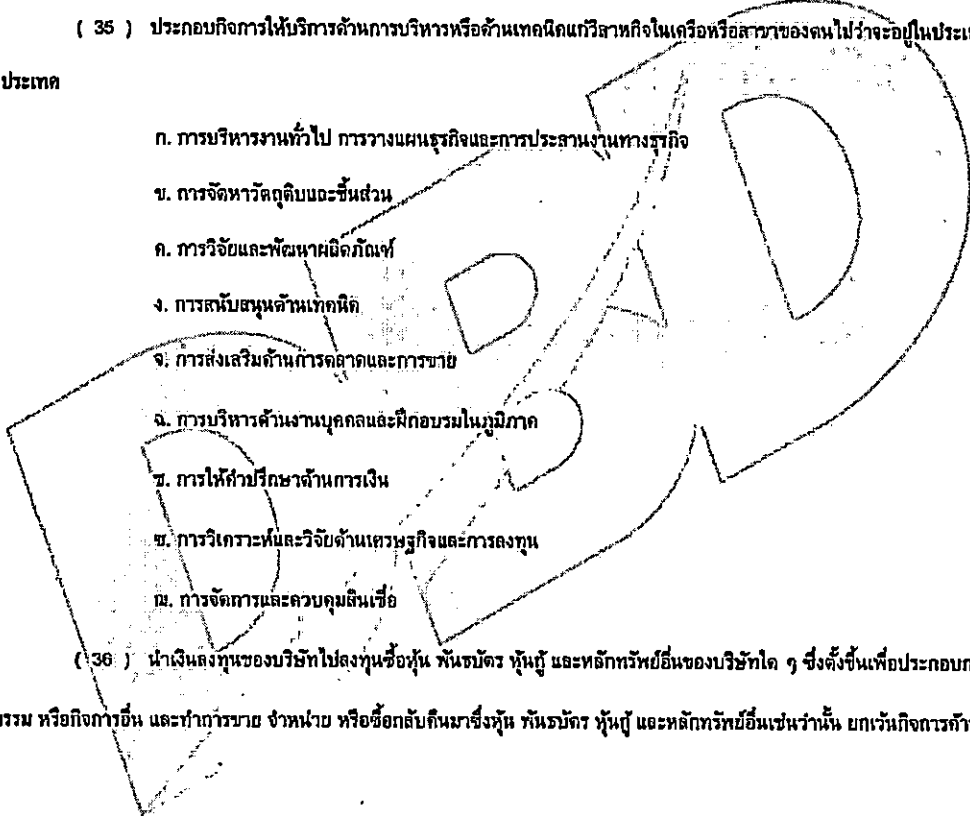 ( 35 ) ประกอบกิจการให้บริการด้านการบริหารหรือด้านเทคนิคแก่วิสาหกิจในเครือหรือสาขาของตนไม่ว่าจะอยู่ในประเ
ประเทศ
ก. การบริหารงานทั่วไป การวางแผนธุรกิจและการประสานงานทางธุรกิจ
ข. การจัดหาวัตถุดิบและชิ้นส่วน
ค. การวิจัยและพัฒนาผลิตภัณฑ์
ง. การสนับสนุนด้านเทคนิค
จ. การส่งเสริมด้านการตลาดและการขาย
ฉ. การบริหารด้านงานบุคคลและฝึกอบรมในภูมิภาค
ช. การให้คำปรึกษาด้านการเงิน
ซ. การวิเคราะห์และวิจัยด้านเศรษฐกิจและการลงทุน
ฌ. การจัดการและควบคุมสินเชื่อ
( 36 ) นำเงินลงทุนของบริษัทไปลงทุนซื้อหุ้น พันธบัตร หุ้นกู้ และหลักทรัพย์อื่นของบริษัทใด ๆ ซึ่งตั้งขึ้นเพื่อประกอบก
รรม หรือกิจการอื่น และทำการขาย จำหน่าย หรือซื้อกลับคืนมาซึ่งหุ้น พันธบัตร หุ้นกู้ และหลักทรัพย์อื่นเช่นว่านั้น ยกเว้นกิจการด้า
DBD